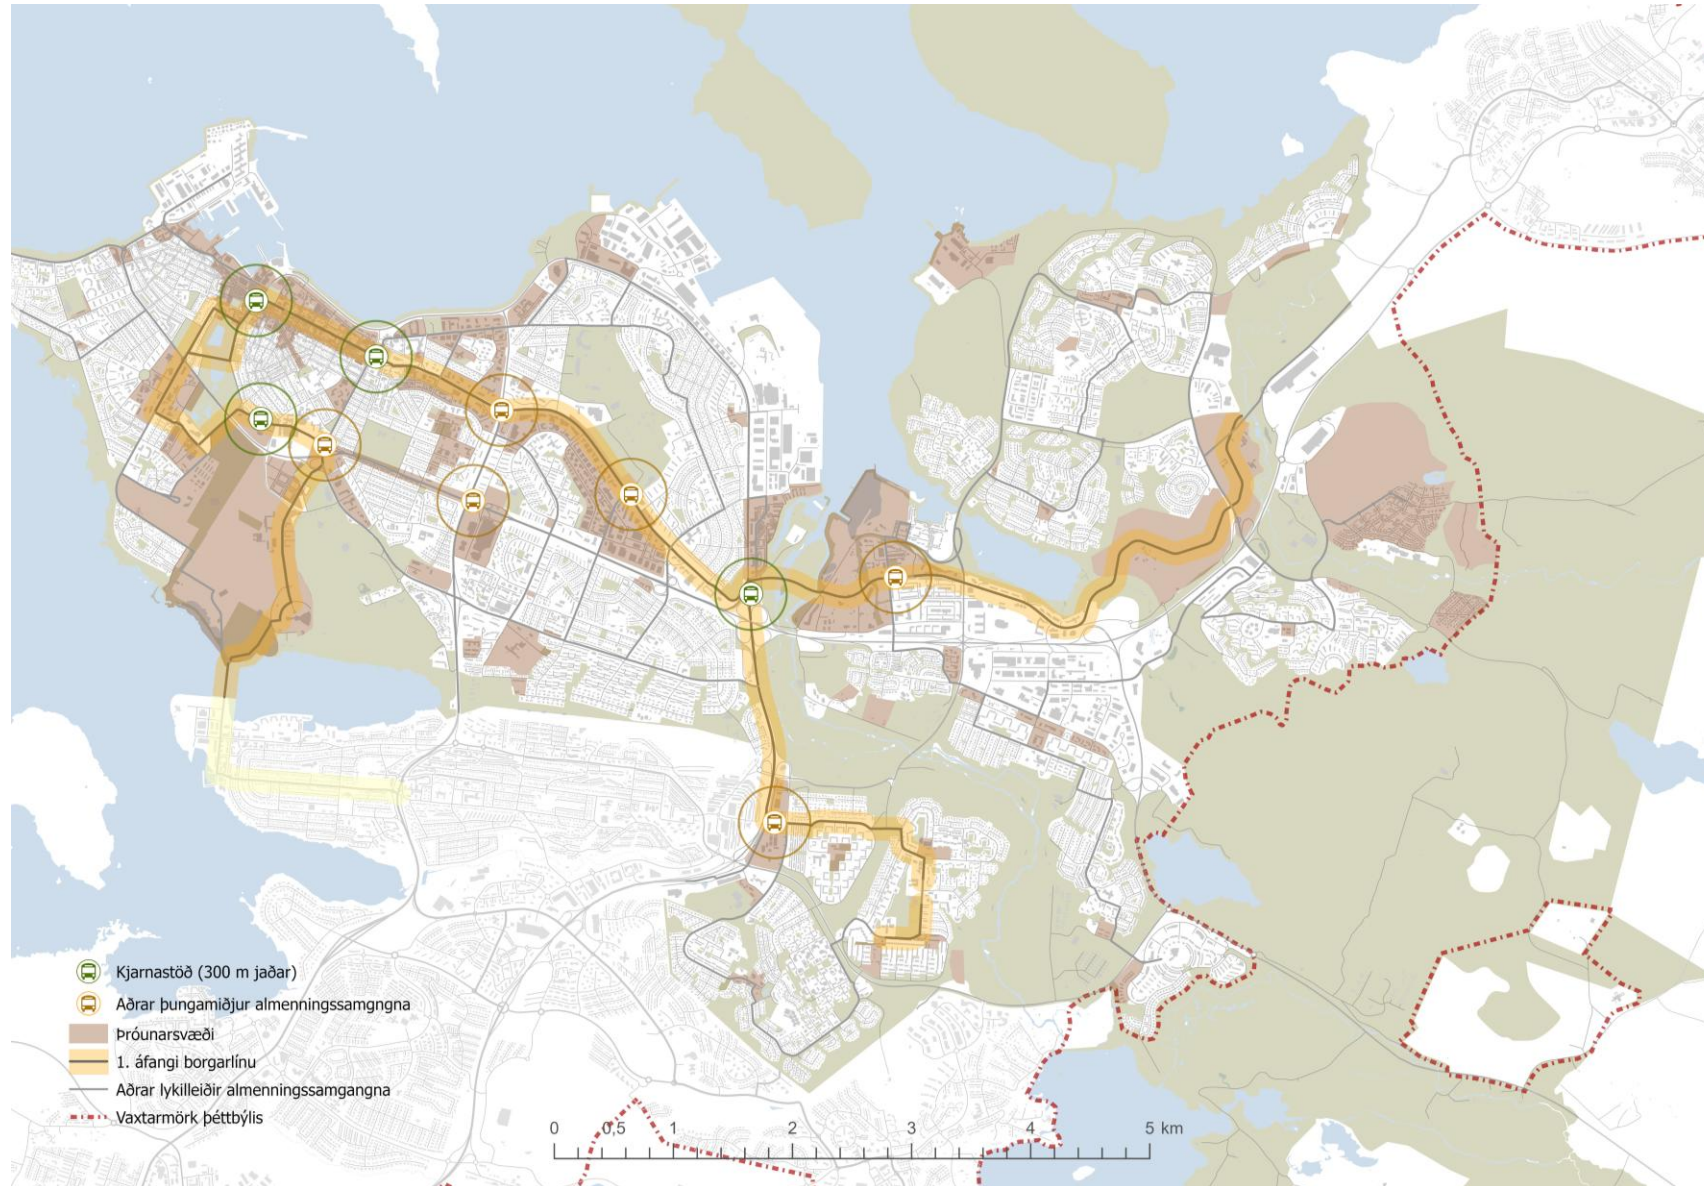 Kjarnastöð (300 m jaðar)
Aðrar þungamiðjur almenningssamgngna
Þróunarsvæði
1. áfangi borgarlínu
Aðrar lykilleiðir almenningssamgangna
Vaxtarmörk þéttbýlis
0 0,5 1 2 3 4 5 km